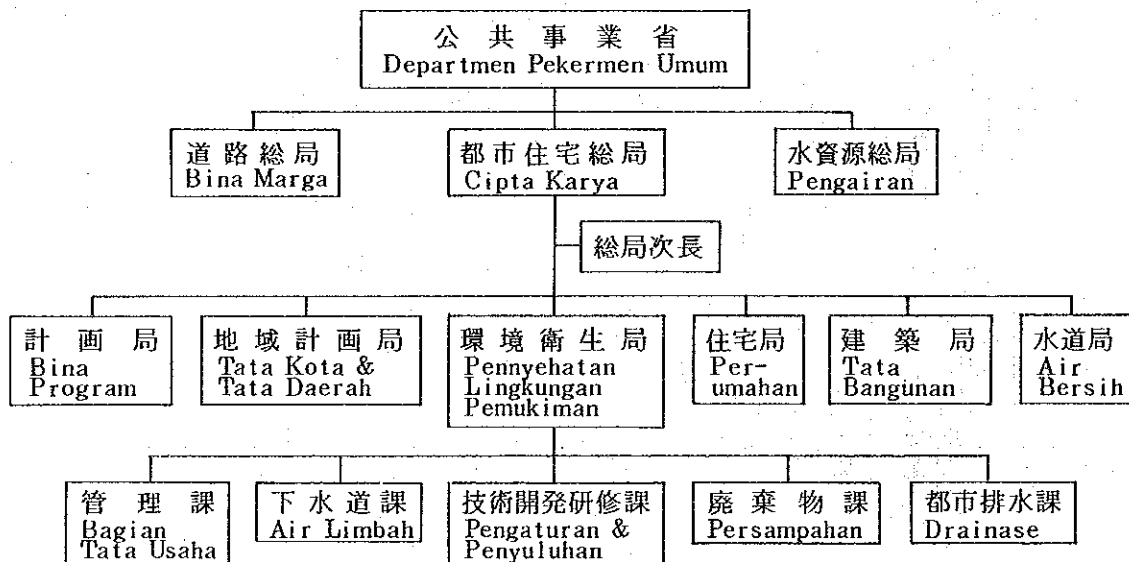 公共事業省
Departmen Pekermen Umum
道路総局
Bina Marga
都市住宅総局
Cipta Karya
水資源総局
Pengairan
総局次長
計画局
Bina
Program
地域計画局
Tata Kota &
Tata Daerah
環境衛生局
Pennyehatan
Lingkungan
Pemukiman
住宅局
Per-
umahan
建築局
Tata
Bangunan
水道局
Air
Bersih
管理課
Bagian
Tata Usaha
下水道課
Air Limbah
技術開発研修課
Pengaturan &
Penyuluhan
廃棄物課
Persampahan
都市排水課
Drainase